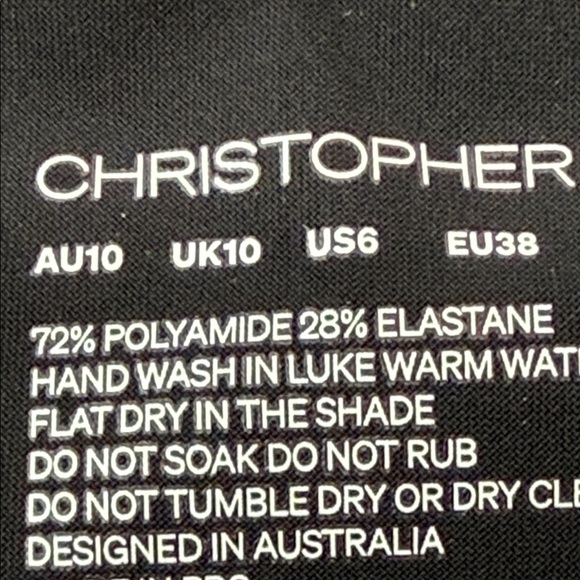 CHRISTOPHER
AU10 UK10 US6 EU38
72% POLYAMIDE 28% ELASTANE
HAND WASH IN LUKE WARM WAT
FLAT DRY IN THE SHADE
DO NOT SOAK DO NOT RUB
DO NOT TUMBLE DRY OR DRY CLE
DESIGNED IN AUSTRALIA